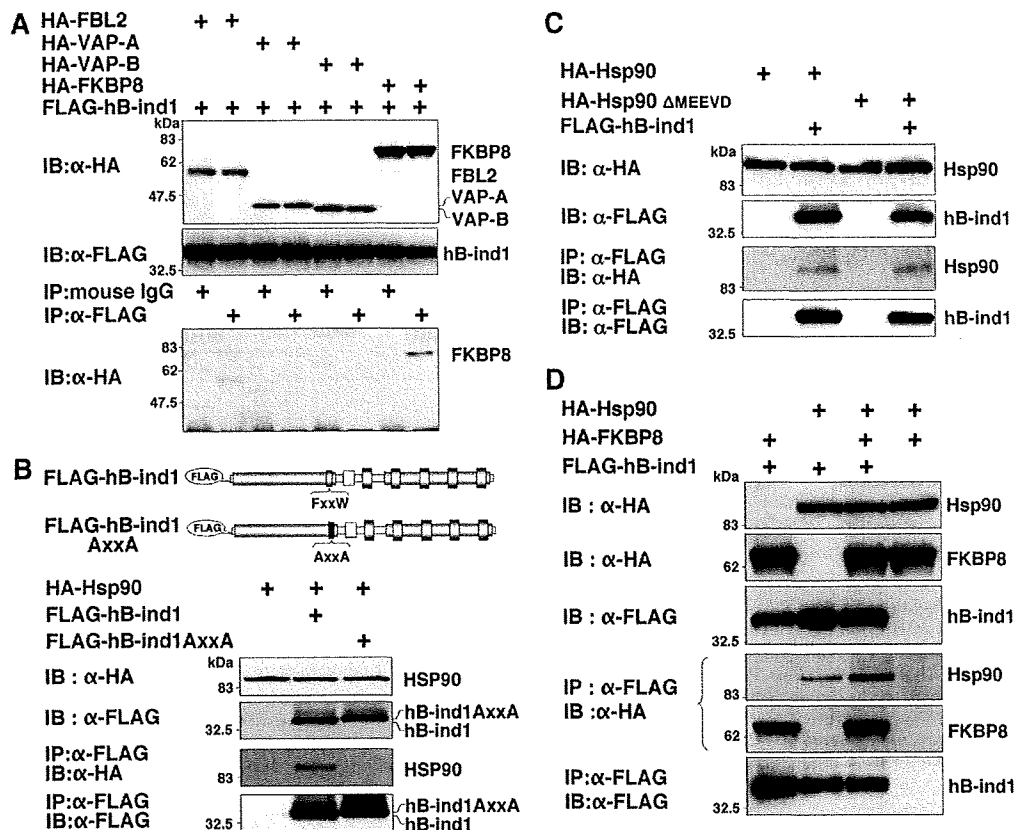 A
HA-FBL2 + +
HA-VAP-A + +
HA-VAP-B + +
HA-FKBP8 + +
FLAG-hB-ind1 + + + + + + + +
kDa
83
62
47.5
IB:α-HA
FKBP8
FBL2
VAP-A
VAP-B
IB:α-FLAG
32.5
hB-ind1
IP:mouse IgG + + + +
IP:α-FLAG + + + +
83
62
47.5
IB:α-HA
FKBP8
B
FLAG-hB-ind1
FLAG
FxxW
FLAG-hB-ind1
AxxA
FLAG
AxxA
HA-Hsp90 + + +
FLAG-hB-ind1 +
FLAG-hB-ind1AxxA +
kDa
IB : α-HA
83
HSP90
IB : α-FLAG
32.5
hB-ind1AxxA
hB-ind1
IP:α-FLAG
IB:α-HA
83
HSP90
IP:α-FLAG
IB:α-FLAG
32.5
hB-ind1AxxA
hB-ind1
C
HA-Hsp90 + +
HA-Hsp90 ΔMEEVD + +
FLAG-hB-ind1 + +
kDa
IB: α-HA
83
Hsp90
IB: α-FLAG
32.5
hB-ind1
IP: α-FLAG
IB: α-HA
83
Hsp90
IP: α-FLAG
IB: α-FLAG
32.5
hB-ind1
D
HA-Hsp90 + + +
HA-FKBP8 + + +
FLAG-hB-ind1 + + +
kDa
IB : α-HA
83
Hsp90
IB : α-HA
62
FKBP8
IB : α-FLAG
32.5
hB-ind1
IP : α-FLAG
IB :α-HA
83
Hsp90
62
FKBP8
IP:α-FLAG
IB:α-FLAG
32.5
hB-ind1